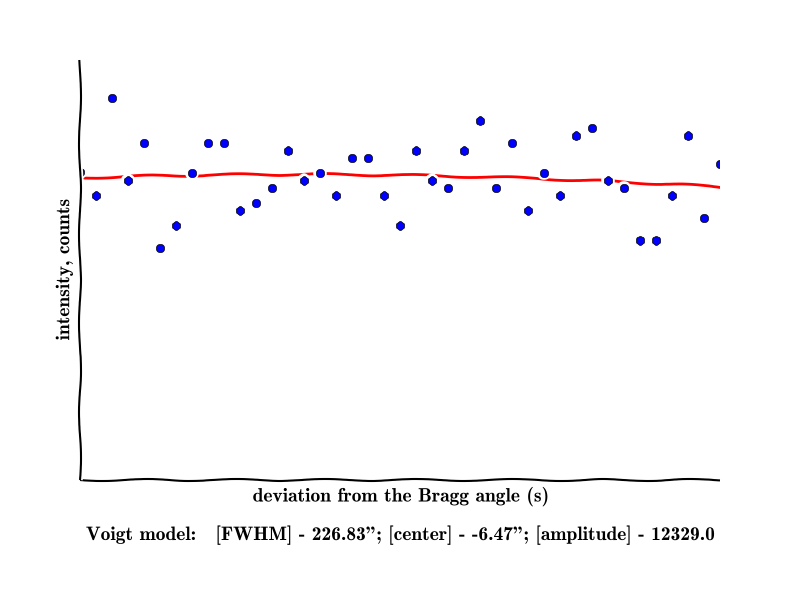 intensity, counts
deviation from the Bragg angle (s)
Voigt model: [FWHM] - 226.83”; [center] - -6.47”; [amplitude] - 12329.0